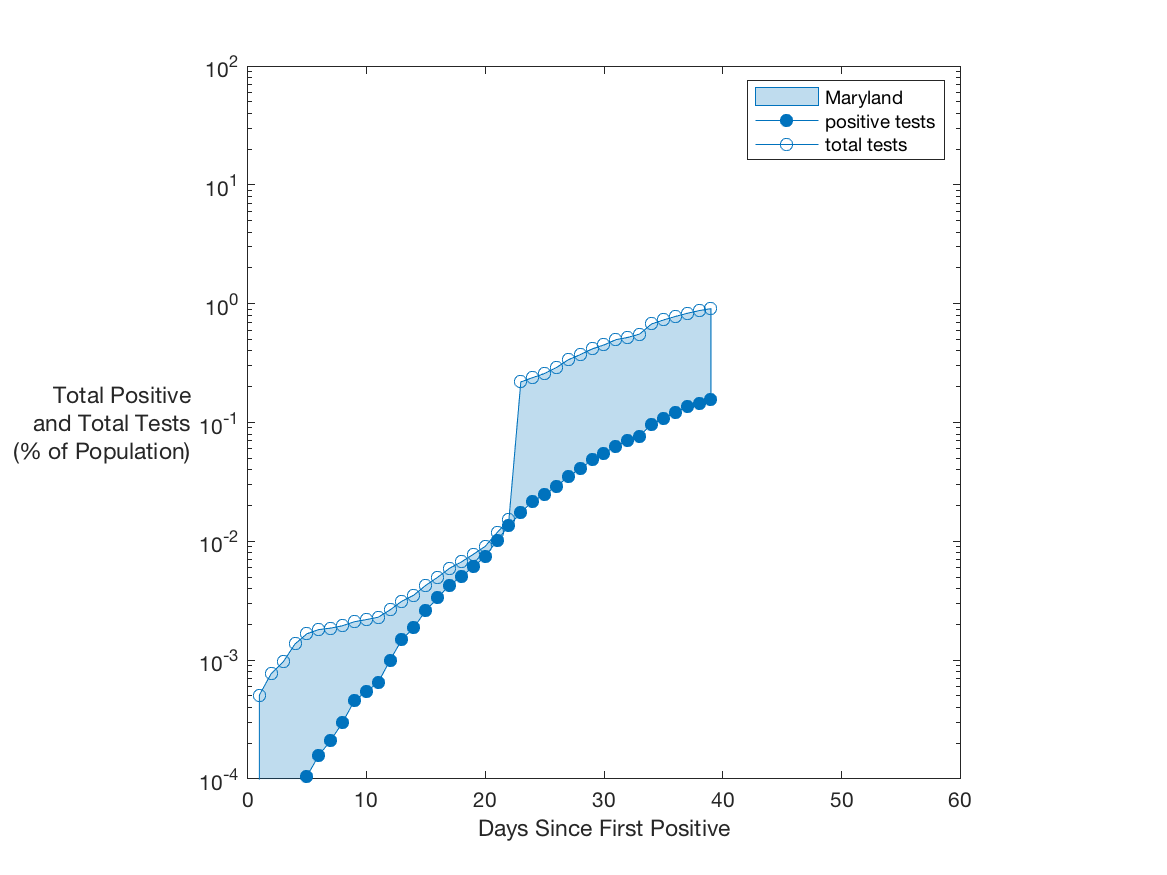 10^2
10^1
10^0
10^-1
10^-2
10^-3
10^-4
Total Positive
and Total Tests
(% of Population)
Maryland
positive tests
total tests
0 10 20 30 40 50 60
Days Since First Positive